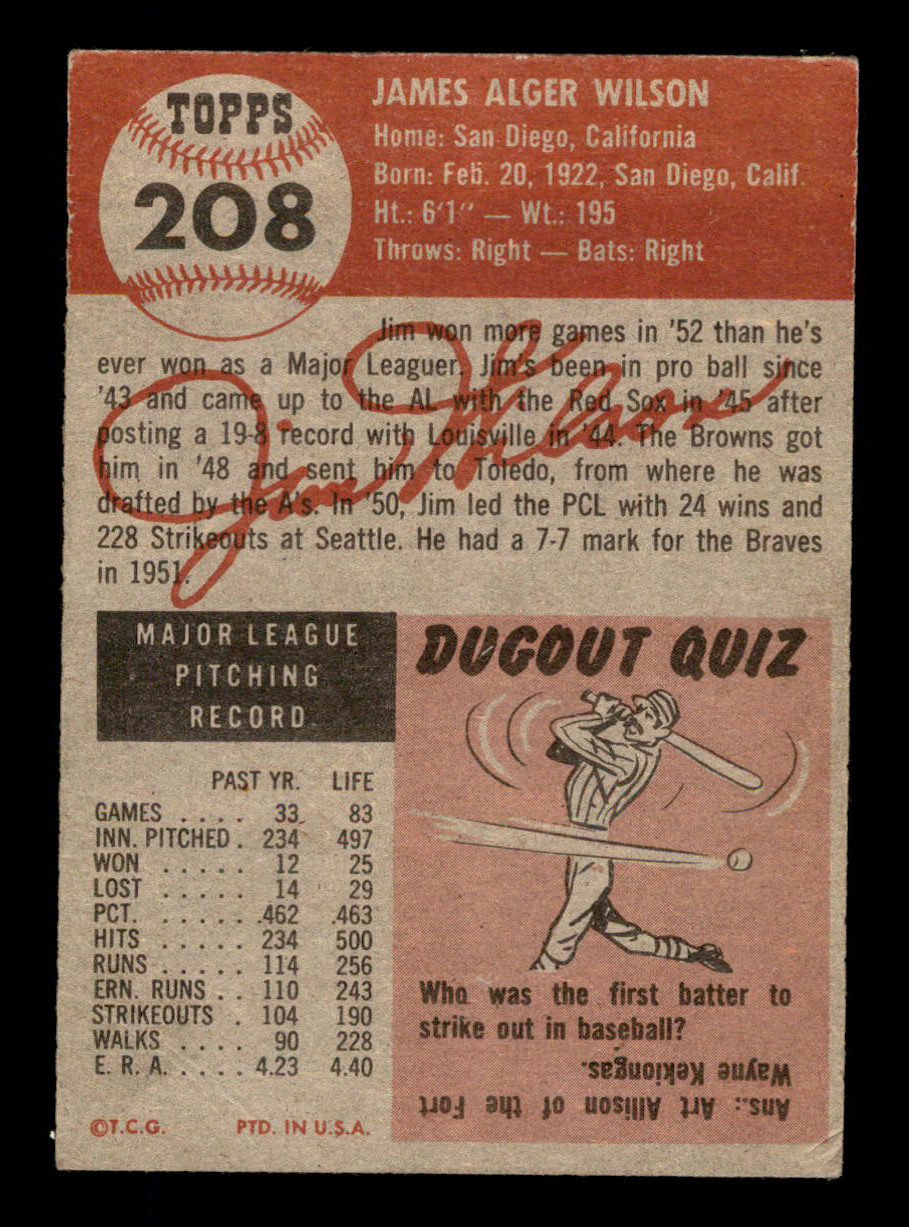 TOPPS
208
JAMES ALGER WILSON
Home: San Diego, California
Born: Feb. 20, 1922, San Diego, Calif.
Ht.: 6'1" — Wt.: 195
Throws: Right — Bats: Right
Jim won more games in '52 than he's
ever won as a Major Leaguer. Jim's been in pro ball since
'43 and came up to the AL with the Red Sox in '45 after
posting a 19-8 record with Louisville in '44. The Browns got
him in '48 and sent him to Toledo, from where he was
drafted by the A's. In '50, Jim led the PCL with 24 wins and
228 Strikeouts at Seattle. He had a 7-7 mark for the Braves
in 1951.
Jim Wilson
MAJOR LEAGUE
PITCHING
RECORD
PAST YR. LIFE
GAMES .... 33 83
INN. PITCHED . 234 497
WON ..... 12 25
LOST ..... 14 29
PCT. ..... .462 .463
HITS ..... 234 500
RUNS ..... 114 256
ERN. RUNS .. 110 243
STRIKEOUTS . 104 190
WALKS .... 90 228
E. R. A. .... 4.23 4.40
©T.C.G. PTD. IN U.S.A.
DUGOUT QUIZ
Who was the first batter to
strike out in baseball?
Ans.: Art Allison of the Fort
Wayne Kekiongas.